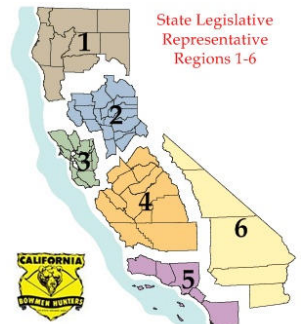 State Legislative
Representative
Regions 1-6
1
2
3
4
6
5
CALIFORNIA
BOWMEN HUNTERS